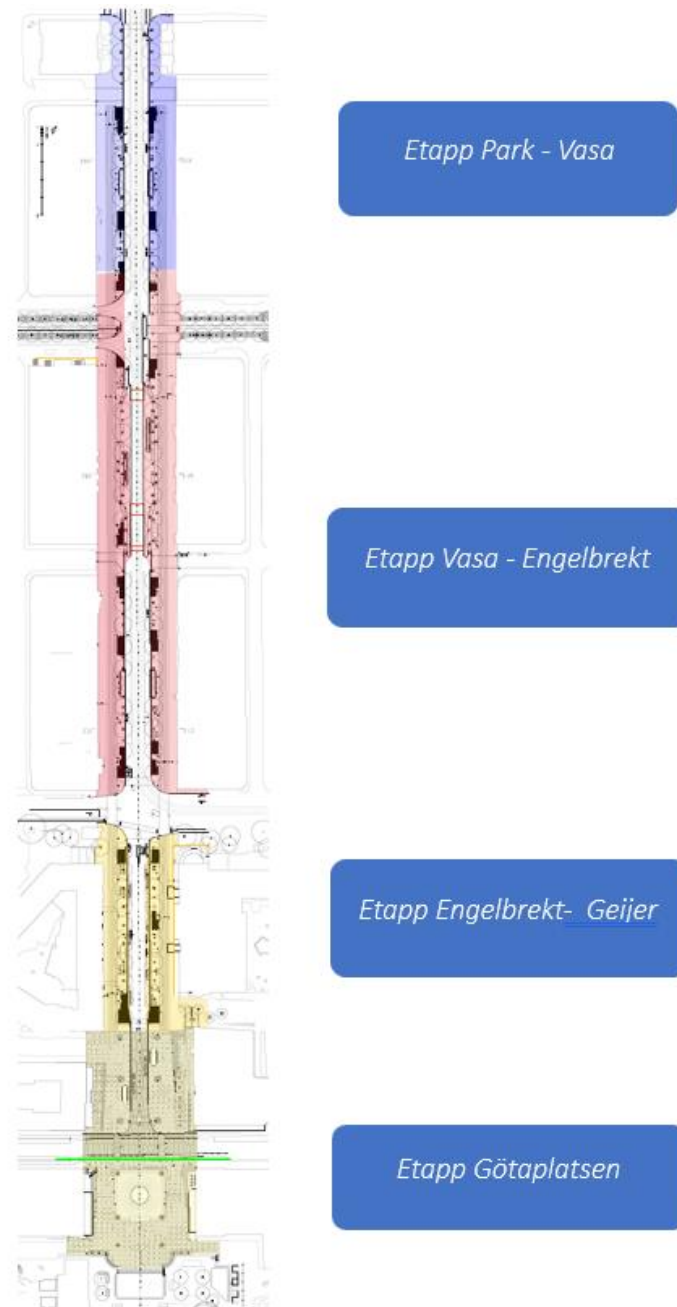 Etapp Park - Vasa
Etapp Vasa - Engelbrekt
Etapp Engelbrekt- Geijer
Etapp Götaplatsen